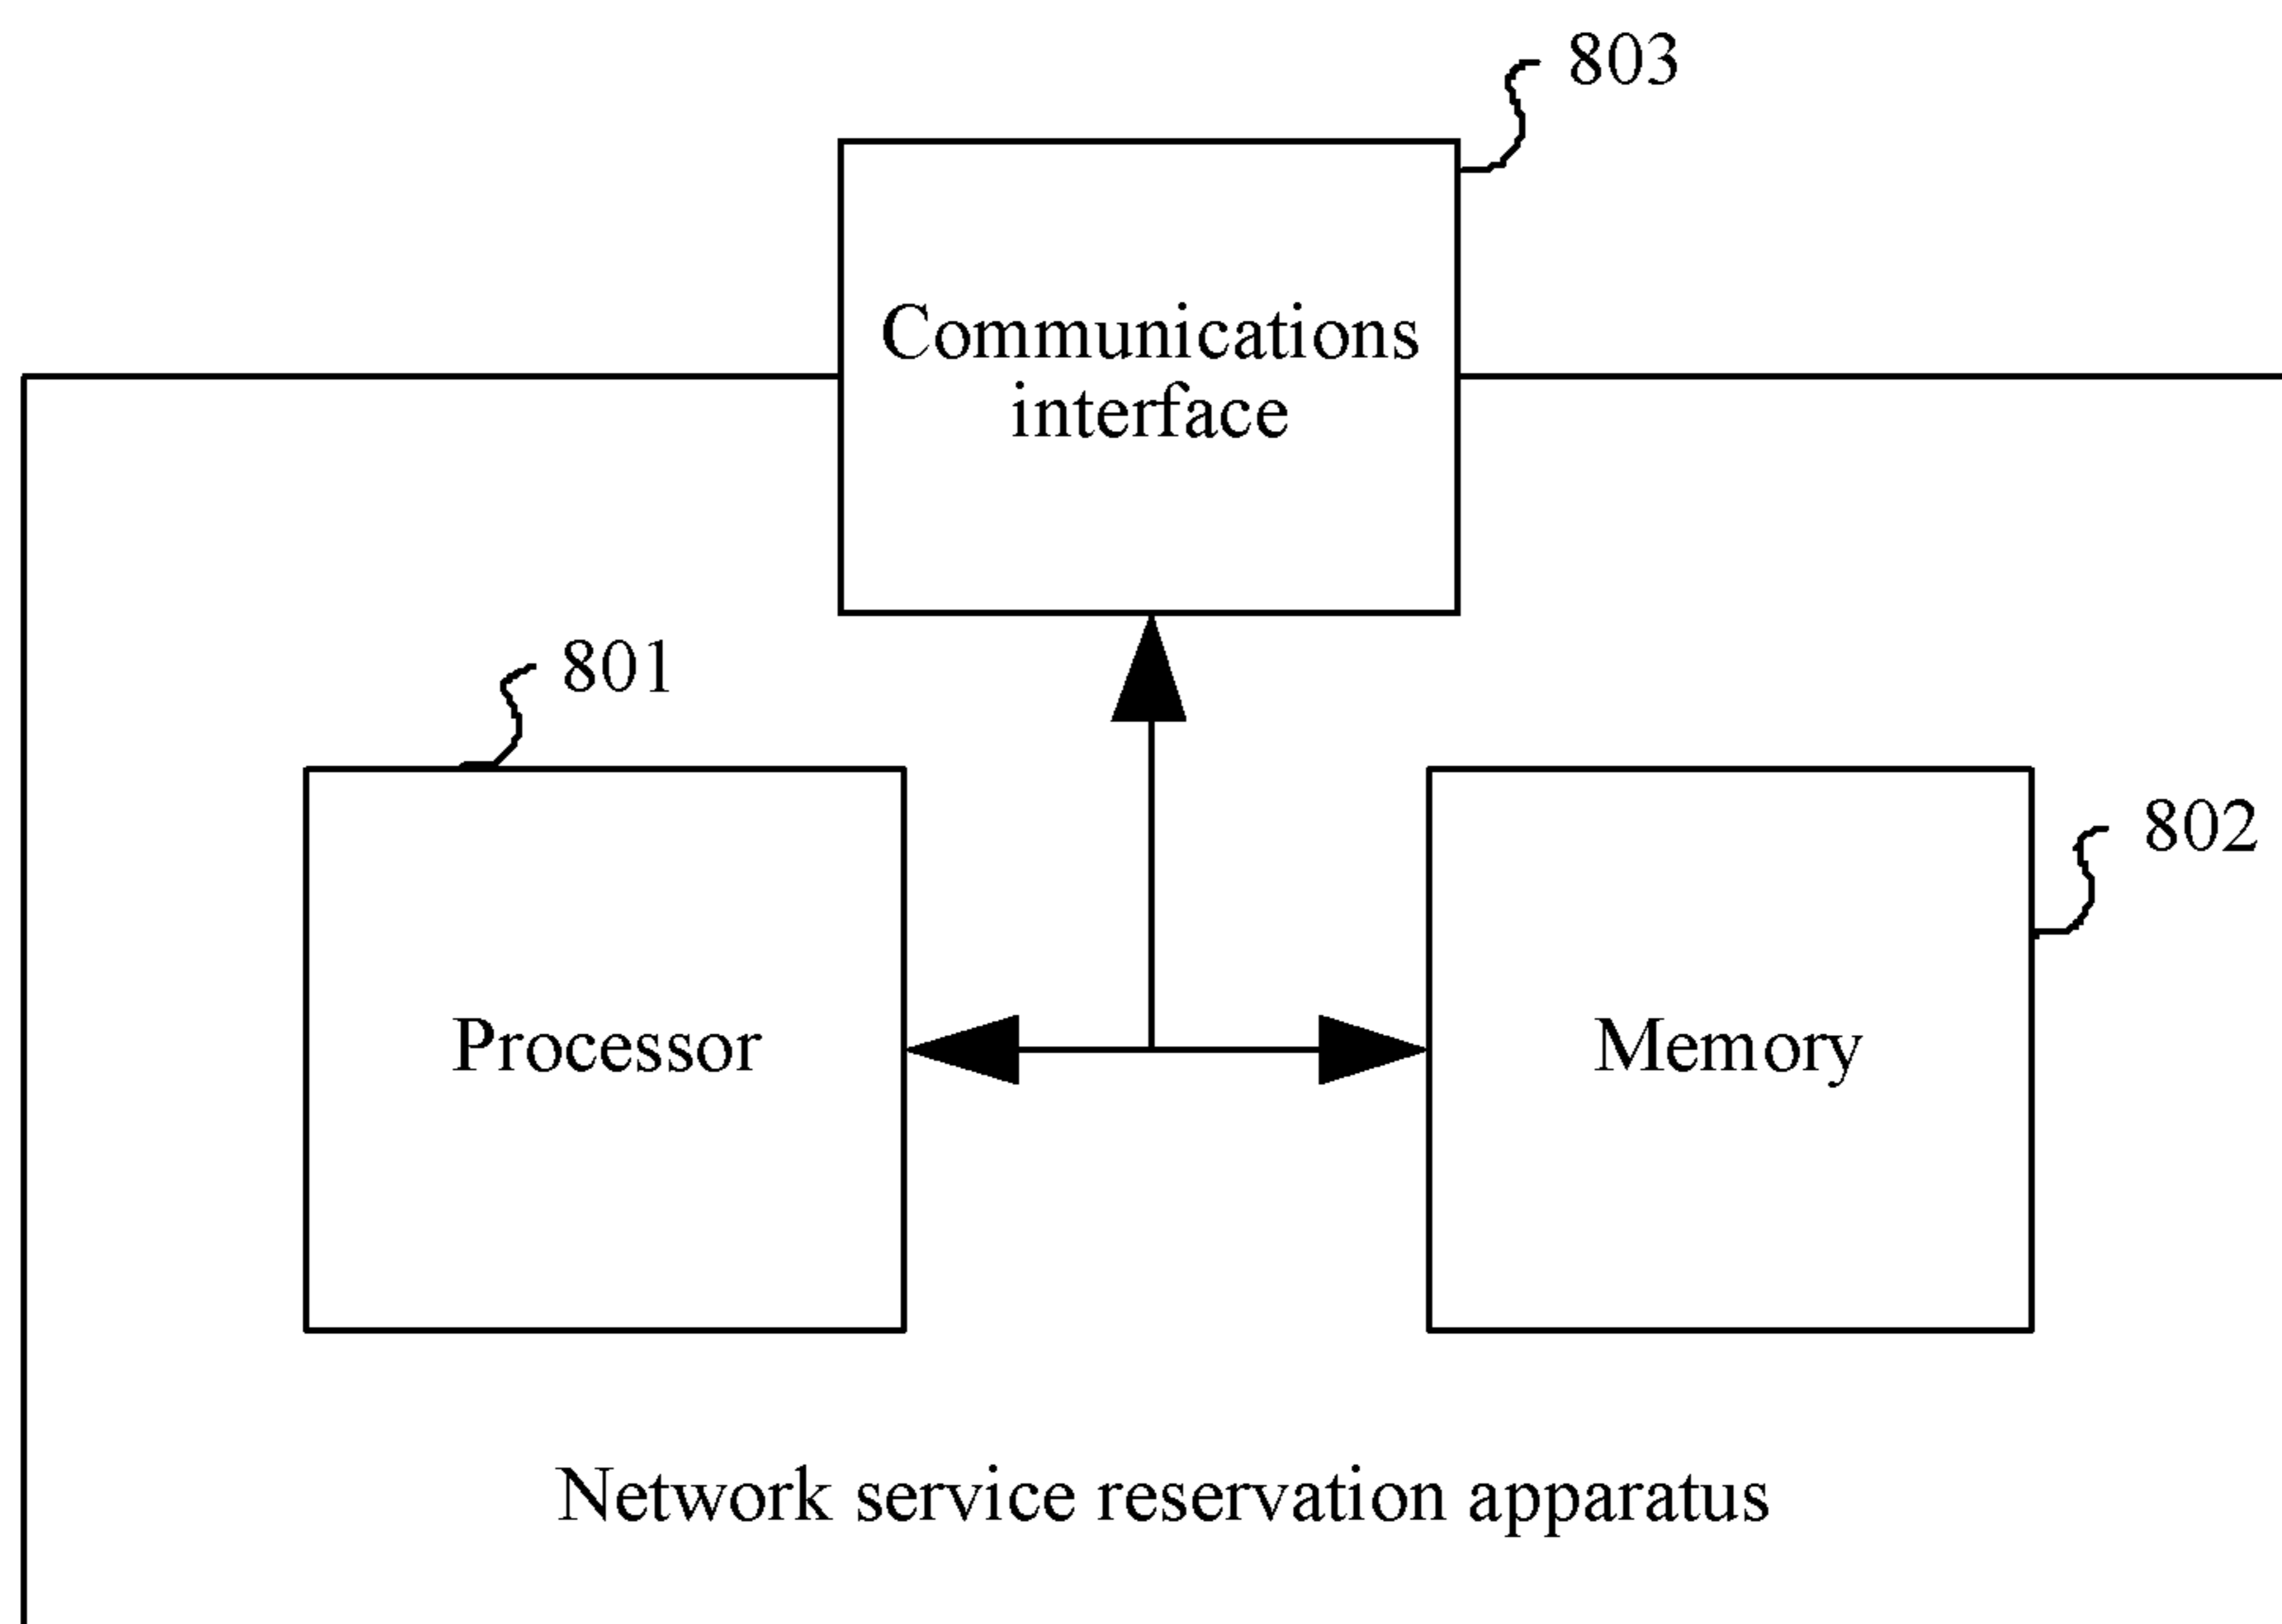 803
Communications
interface
801
802
Processor
Memory
Network service reservation apparatus